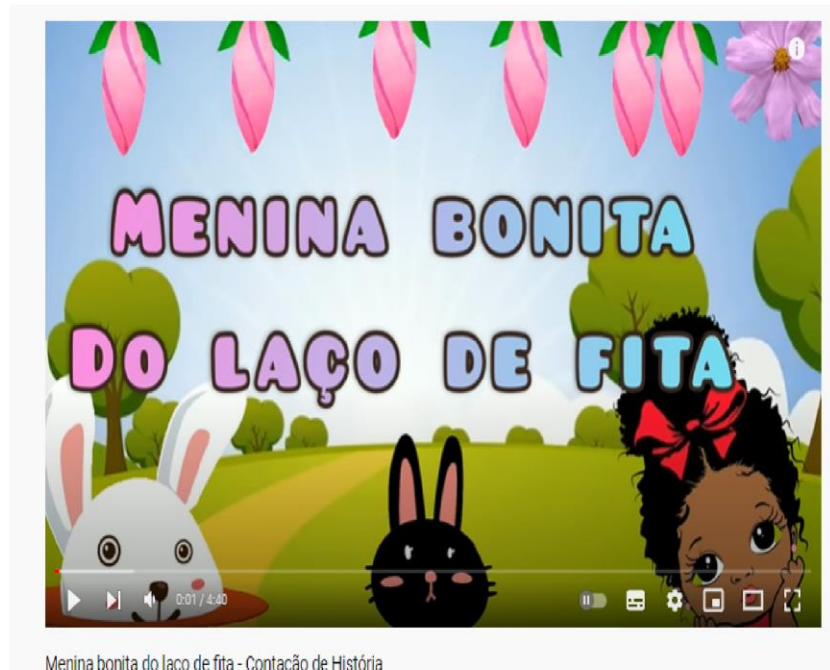 MENINA BONITA
DO LAÇO DE FITA
0:01 / 4:40
Menina bonita do laço de fita - Contação de História